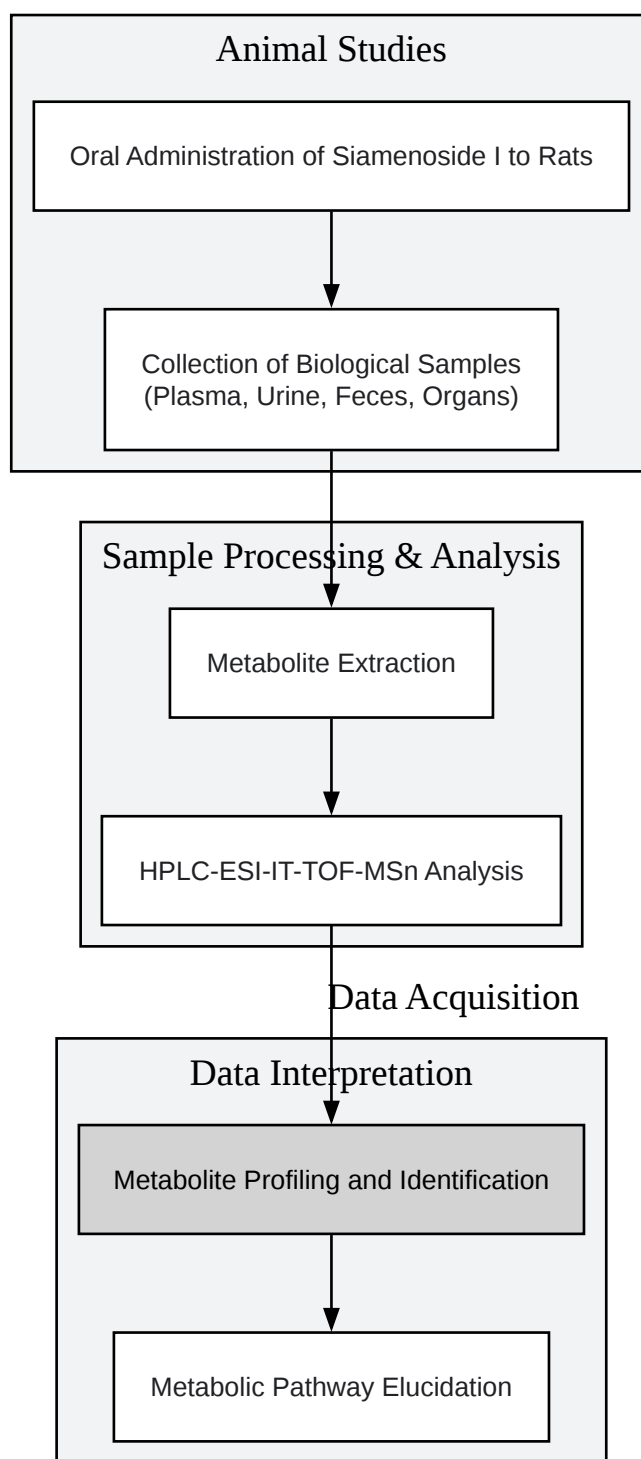 Animal Studies
Oral Administration of Siamenoside I to Rats
Collection of Biological Samples
(Plasma, Urine, Feces, Organs)
Sample Processing & Analysis
Metabolite Extraction
HPLC-ESI-IT-TOF-MSn Analysis
Data Acquisition
Data Interpretation
Metabolite Profiling and Identification
Metabolic Pathway Elucidation